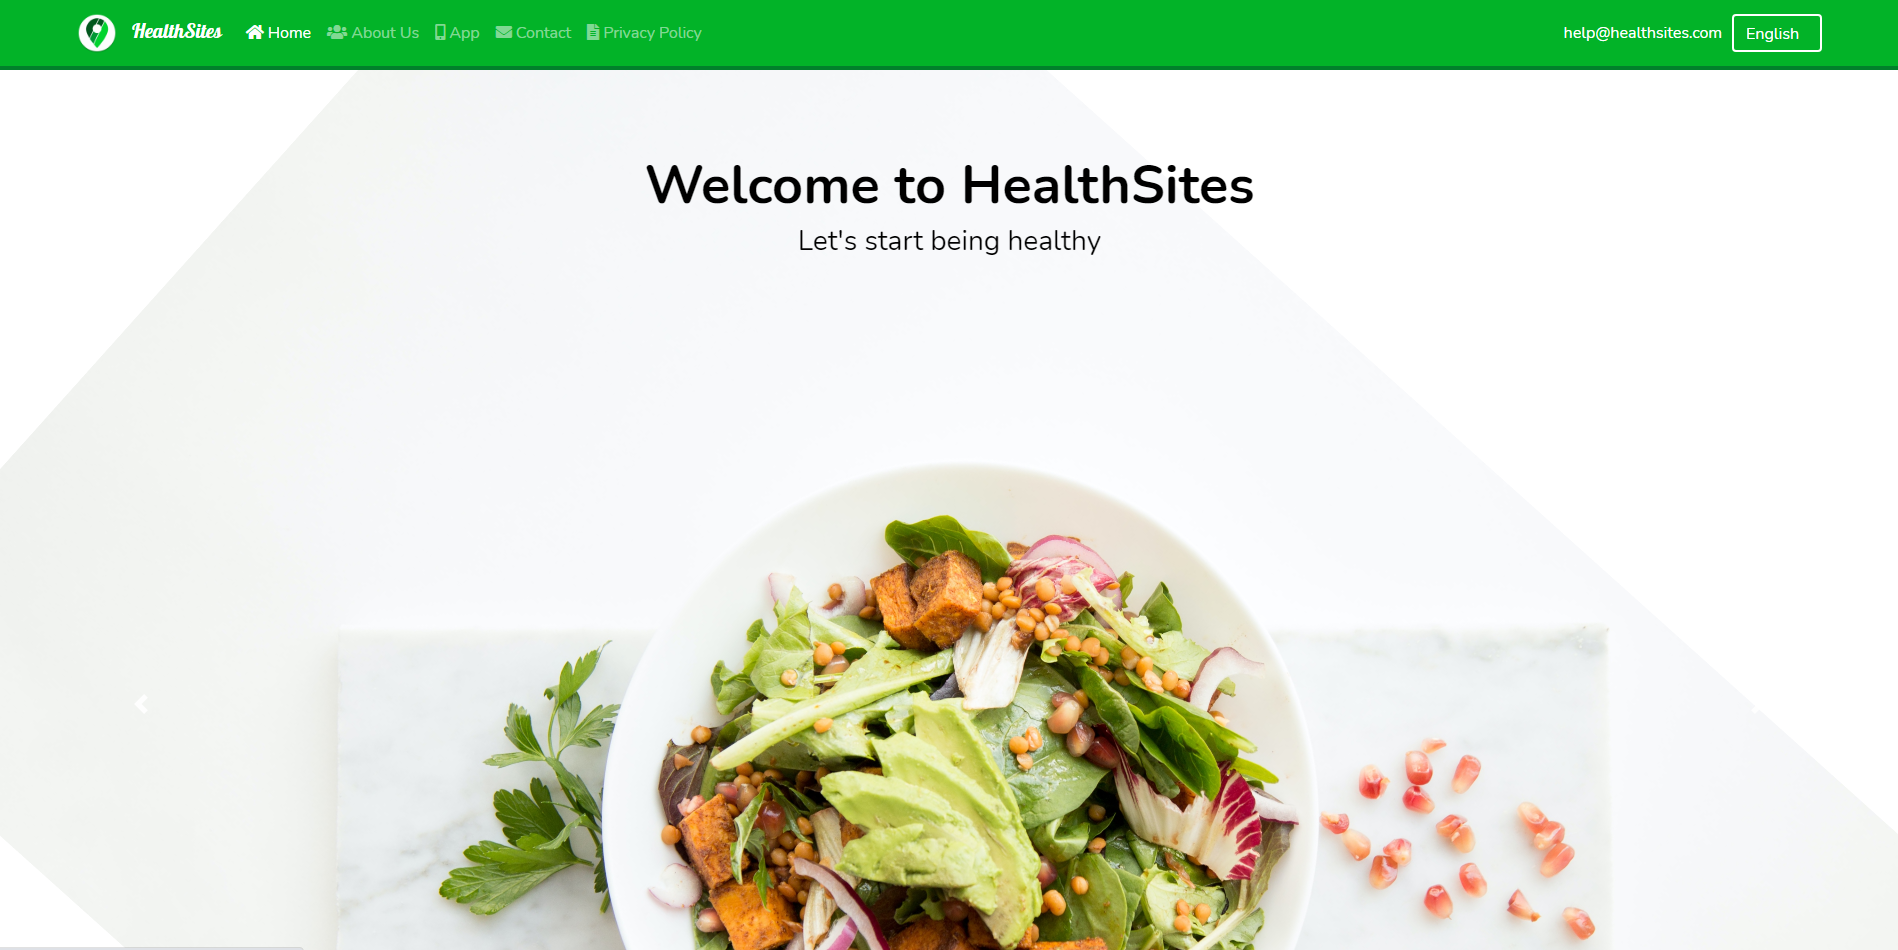 HealthSites
Home
About Us
App
Contact
Privacy Policy
help@healthsites.com
English
Welcome to HealthSites
Let's start being healthy